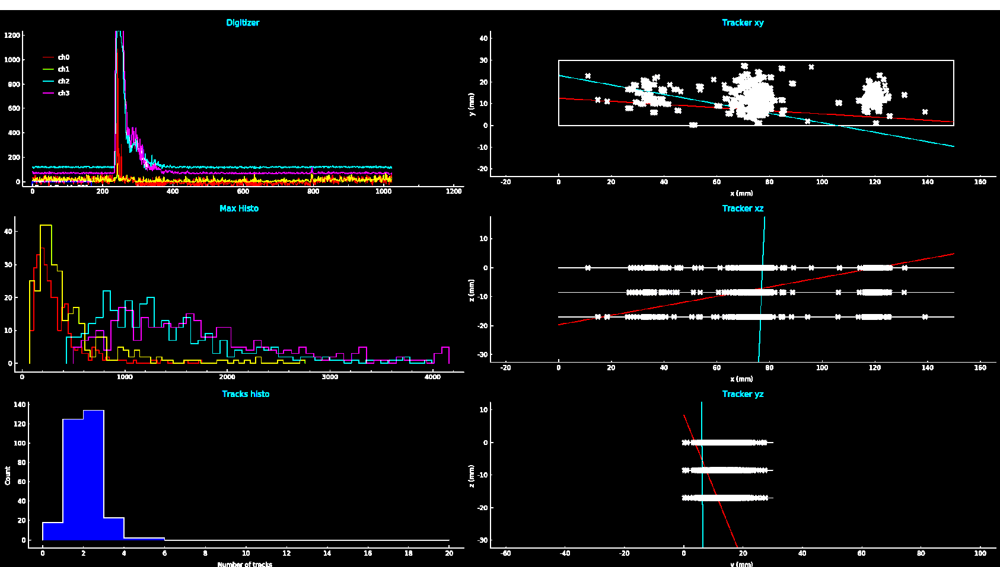 Digitizer
1200
1000
800
600
400
200
0
ch0
ch1
ch2
ch3
0 200 400 600 800 1000 1200
Tracker xy
y (mm)
40
30
20
10
0
-10
-20
-20 0 20 40 60 80 100 120 140 160
x (mm)
Max Histo
40
30
20
10
0
0 1000 2000 3000 4000
Tracker xz
z (mm)
10
0
-10
-20
-30
-20 0 20 40 60 80 100 120 140 160
x (mm)
Tracks histo
Count
140
120
100
80
60
40
20
0
0 2 4 6 8 10 12 14 16 18 20
Number of tracks
Tracker yz
z (mm)
10
0
-10
-20
-30
-60 -40 -20 0 20 40 60 80 100
y (mm)